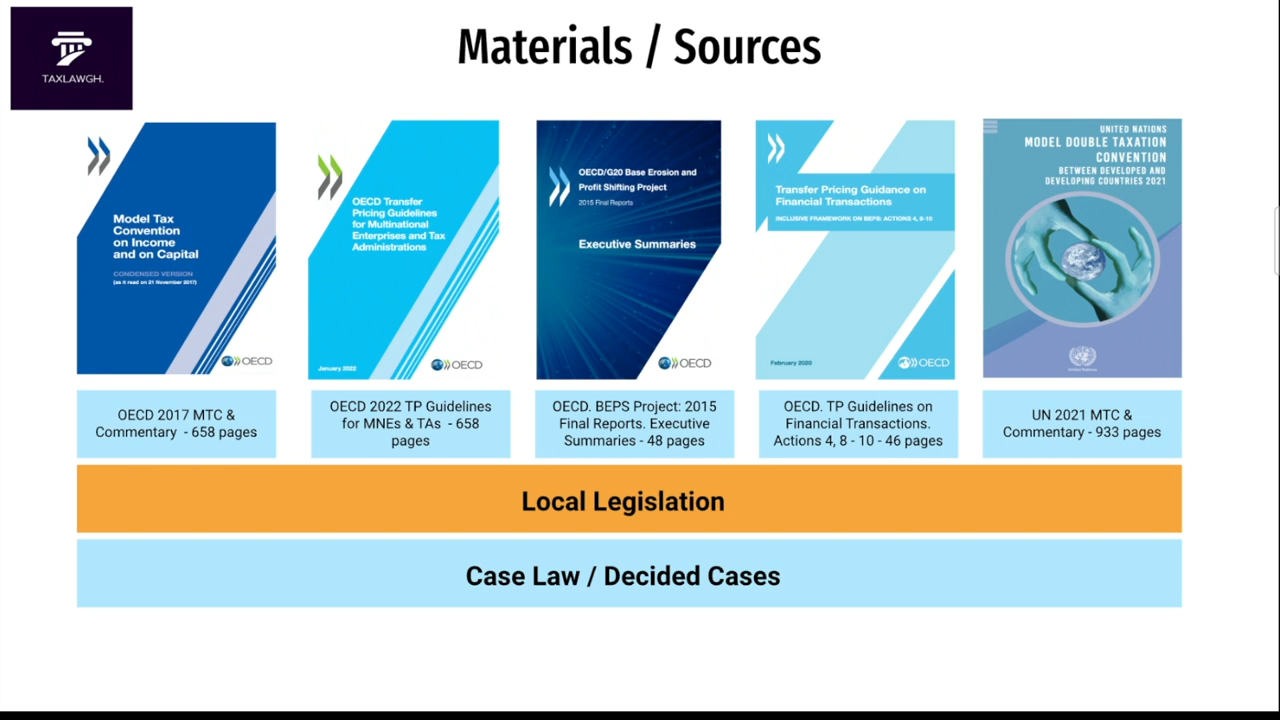 TAXLAWGH.
Materials / Sources
Model Tax
Convention
on Income
and on Capital
CONDENSED VERSION
(as it read on 21 November 2017)
OECD
OECD Transfer
Pricing Guidelines
for Multinational
Enterprises and Tax
Administrations
January 2022
OECD
OECD/G20 Base Erosion and
Profit Shifting Project
2015 Final Reports
Executive Summaries
OECD
Transfer Pricing Guidance on
Financial Transactions
INCLUSIVE FRAMEWORK ON BEPS: ACTIONS 4, 8-10
February 2020
OECD
UNITED NATIONS
MODEL DOUBLE TAXATION
CONVENTION
BETWEEN DEVELOPED AND
DEVELOPING COUNTRIES 2021
United Nations
OECD 2017 MTC &
Commentary - 658 pages
OECD 2022 TP Guidelines
for MNEs & TAs - 658
pages
OECD. BEPS Project: 2015
Final Reports. Executive
Summaries - 48 pages
OECD. TP Guidelines on
Financial Transactions.
Actions 4, 8 - 10 - 46 pages
UN 2021 MTC &
Commentary - 933 pages
Local Legislation
Case Law / Decided Cases